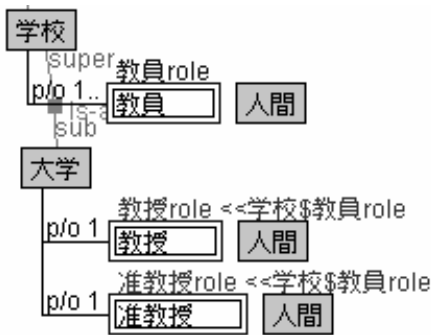 学校
super
教員role
p/o 1..
教員
人間
is-a
sub
大学
教授role <<学校$教員role
p/o 1
教授
人間
准教授role <<学校$教員role
p/o 1
准教授
人間